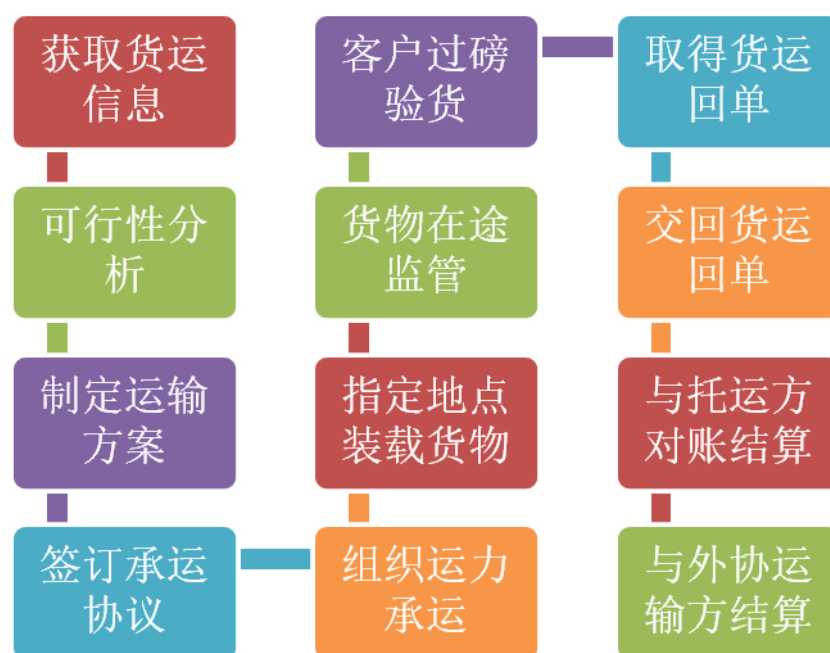 获取货运
信息
可行性分
析
制定运输
方案
签订承运
协议
组织运力
承运
指定地点
装载货物
货物在途
监管
客户过磅
验货
取得货运
回单
交回货运
回单
与托运方
对账结算
与外协运
输方结算